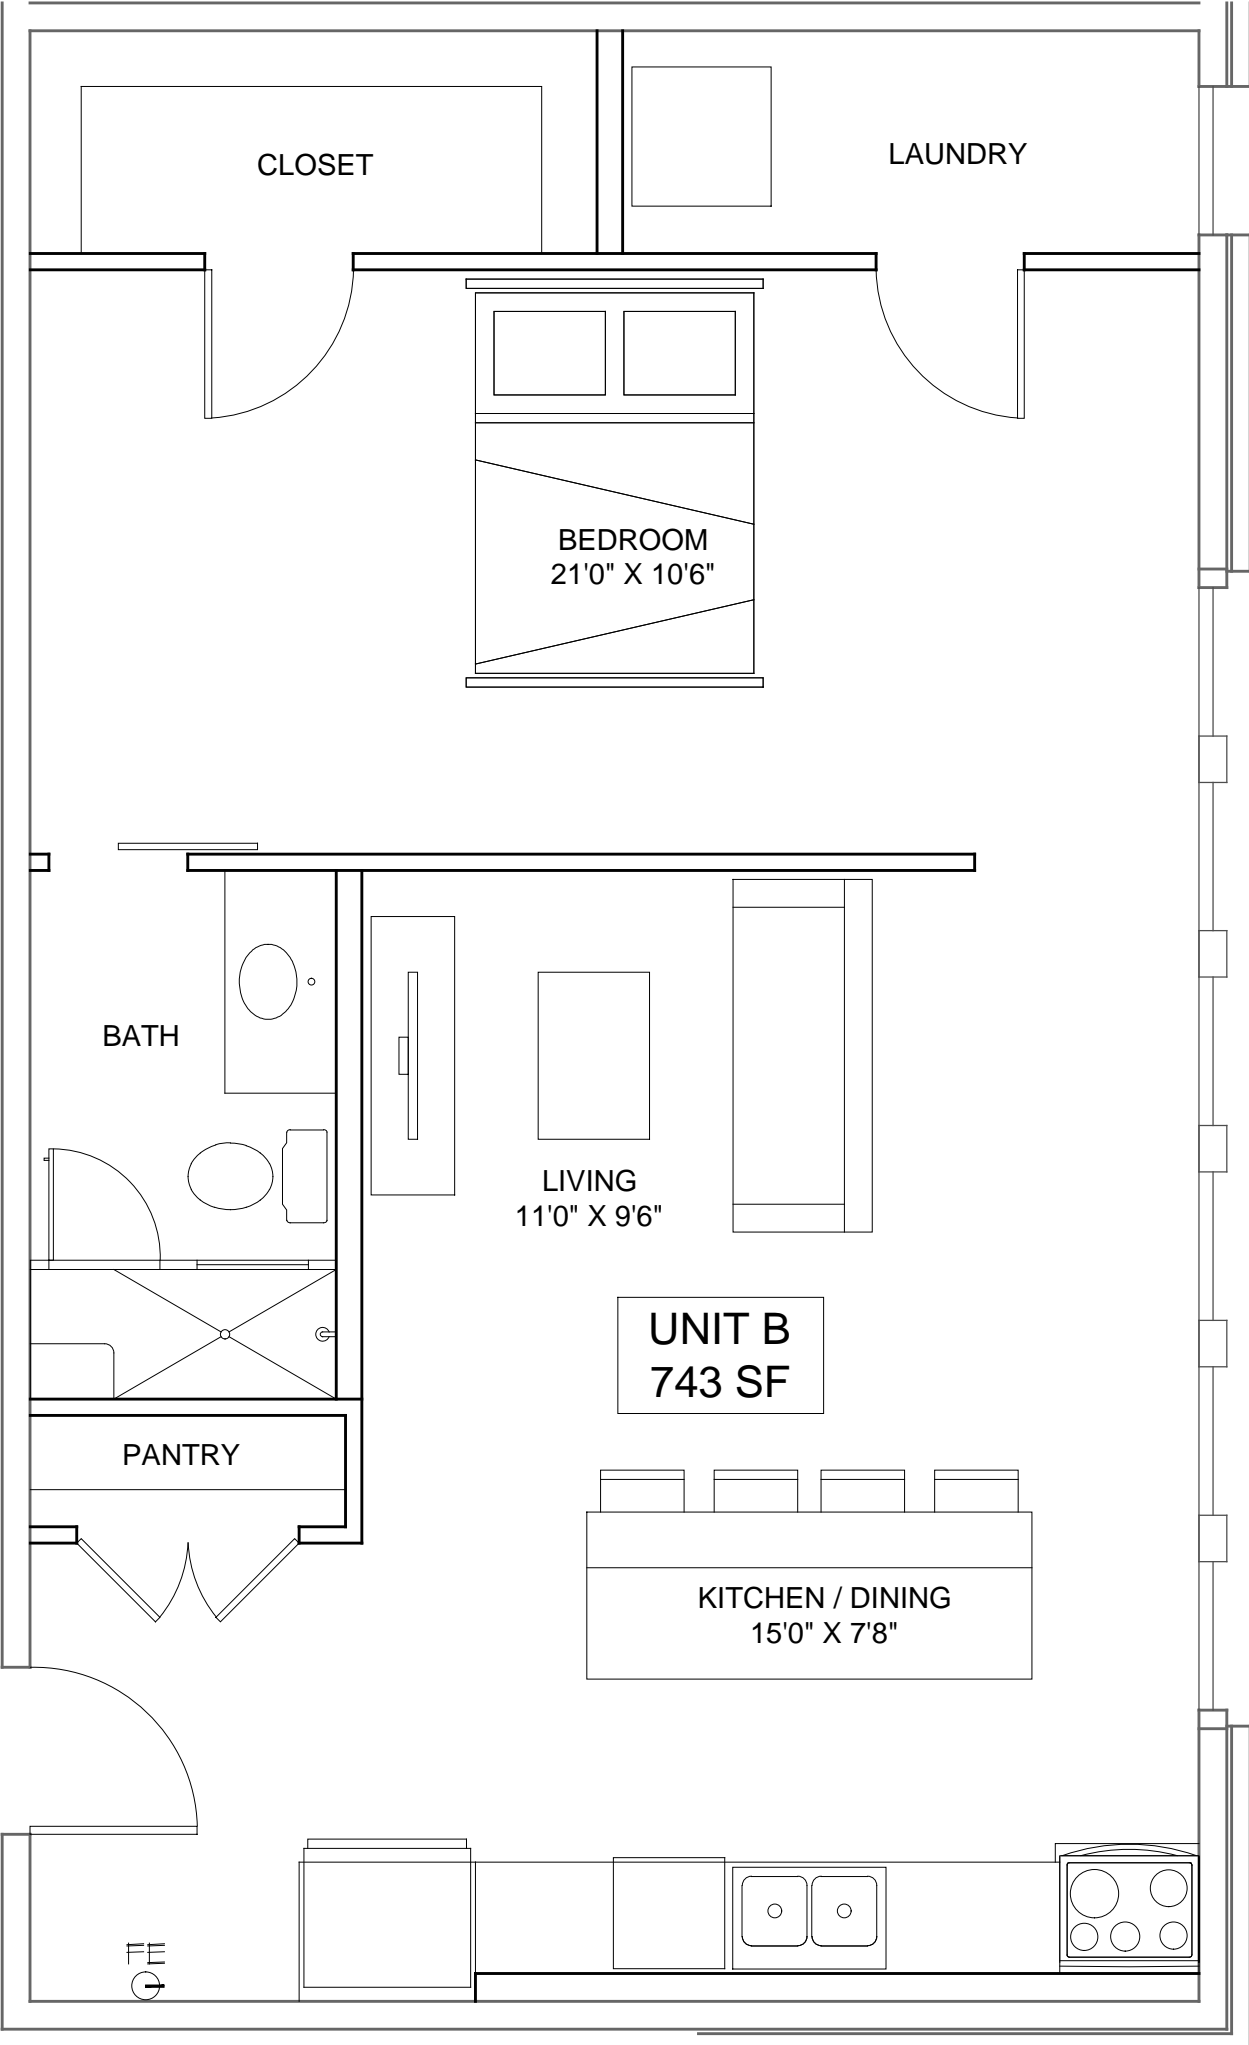 CLOSET
LAUNDRY
BEDROOM
21'0" X 10'6"
BATH
LIVING
11'0" X 9'6"
UNIT B
743 SF
PANTRY
KITCHEN / DINING
15'0" X 7'8"
FE